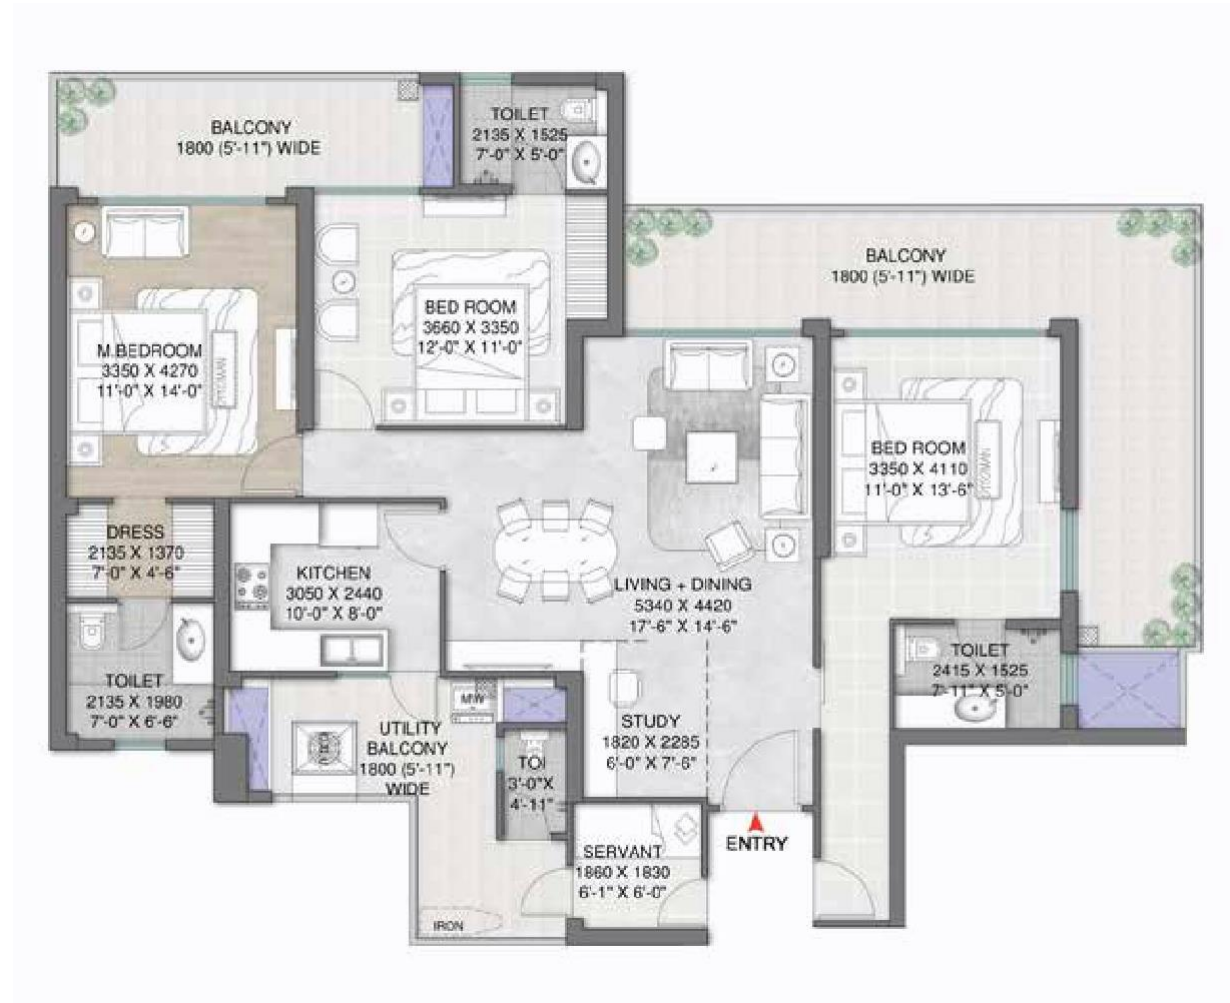 BALCONY
1800 (5'-11") WIDE
TOILET
2135 X 1525
7'-0" X 5'-0"
BALCONY
1800 (5'-11") WIDE
BED ROOM
3660 X 3350
12'-0" X 11'-0"
M.BEDROOM
3350 X 4270
11'-0" X 14'-0"
OTTOMAN
BED ROOM
3350 X 4110
11'-0" X 13'-6"
OTTOMAN
DRESS
2135 X 1370
7'-0" X 4'-6"
KITCHEN
3050 X 2440
10'-0" X 8'-0"
LIVING + DINING
5340 X 4420
17'-6" X 14'-6"
TOILET
2135 X 1980
7'-0" X 6'-6"
TOILET
2415 X 1525
7'-11" X 5'-0"
MW
UTILITY
BALCONY
1800 (5'-11")
WIDE
STUDY
1820 X 2285
6'-0" X 7'-6"
TOI
3'-0"X
4'-11"
SERVANT
1860 X 1830
6'-1" X 6'-0"
ENTRY
IRON